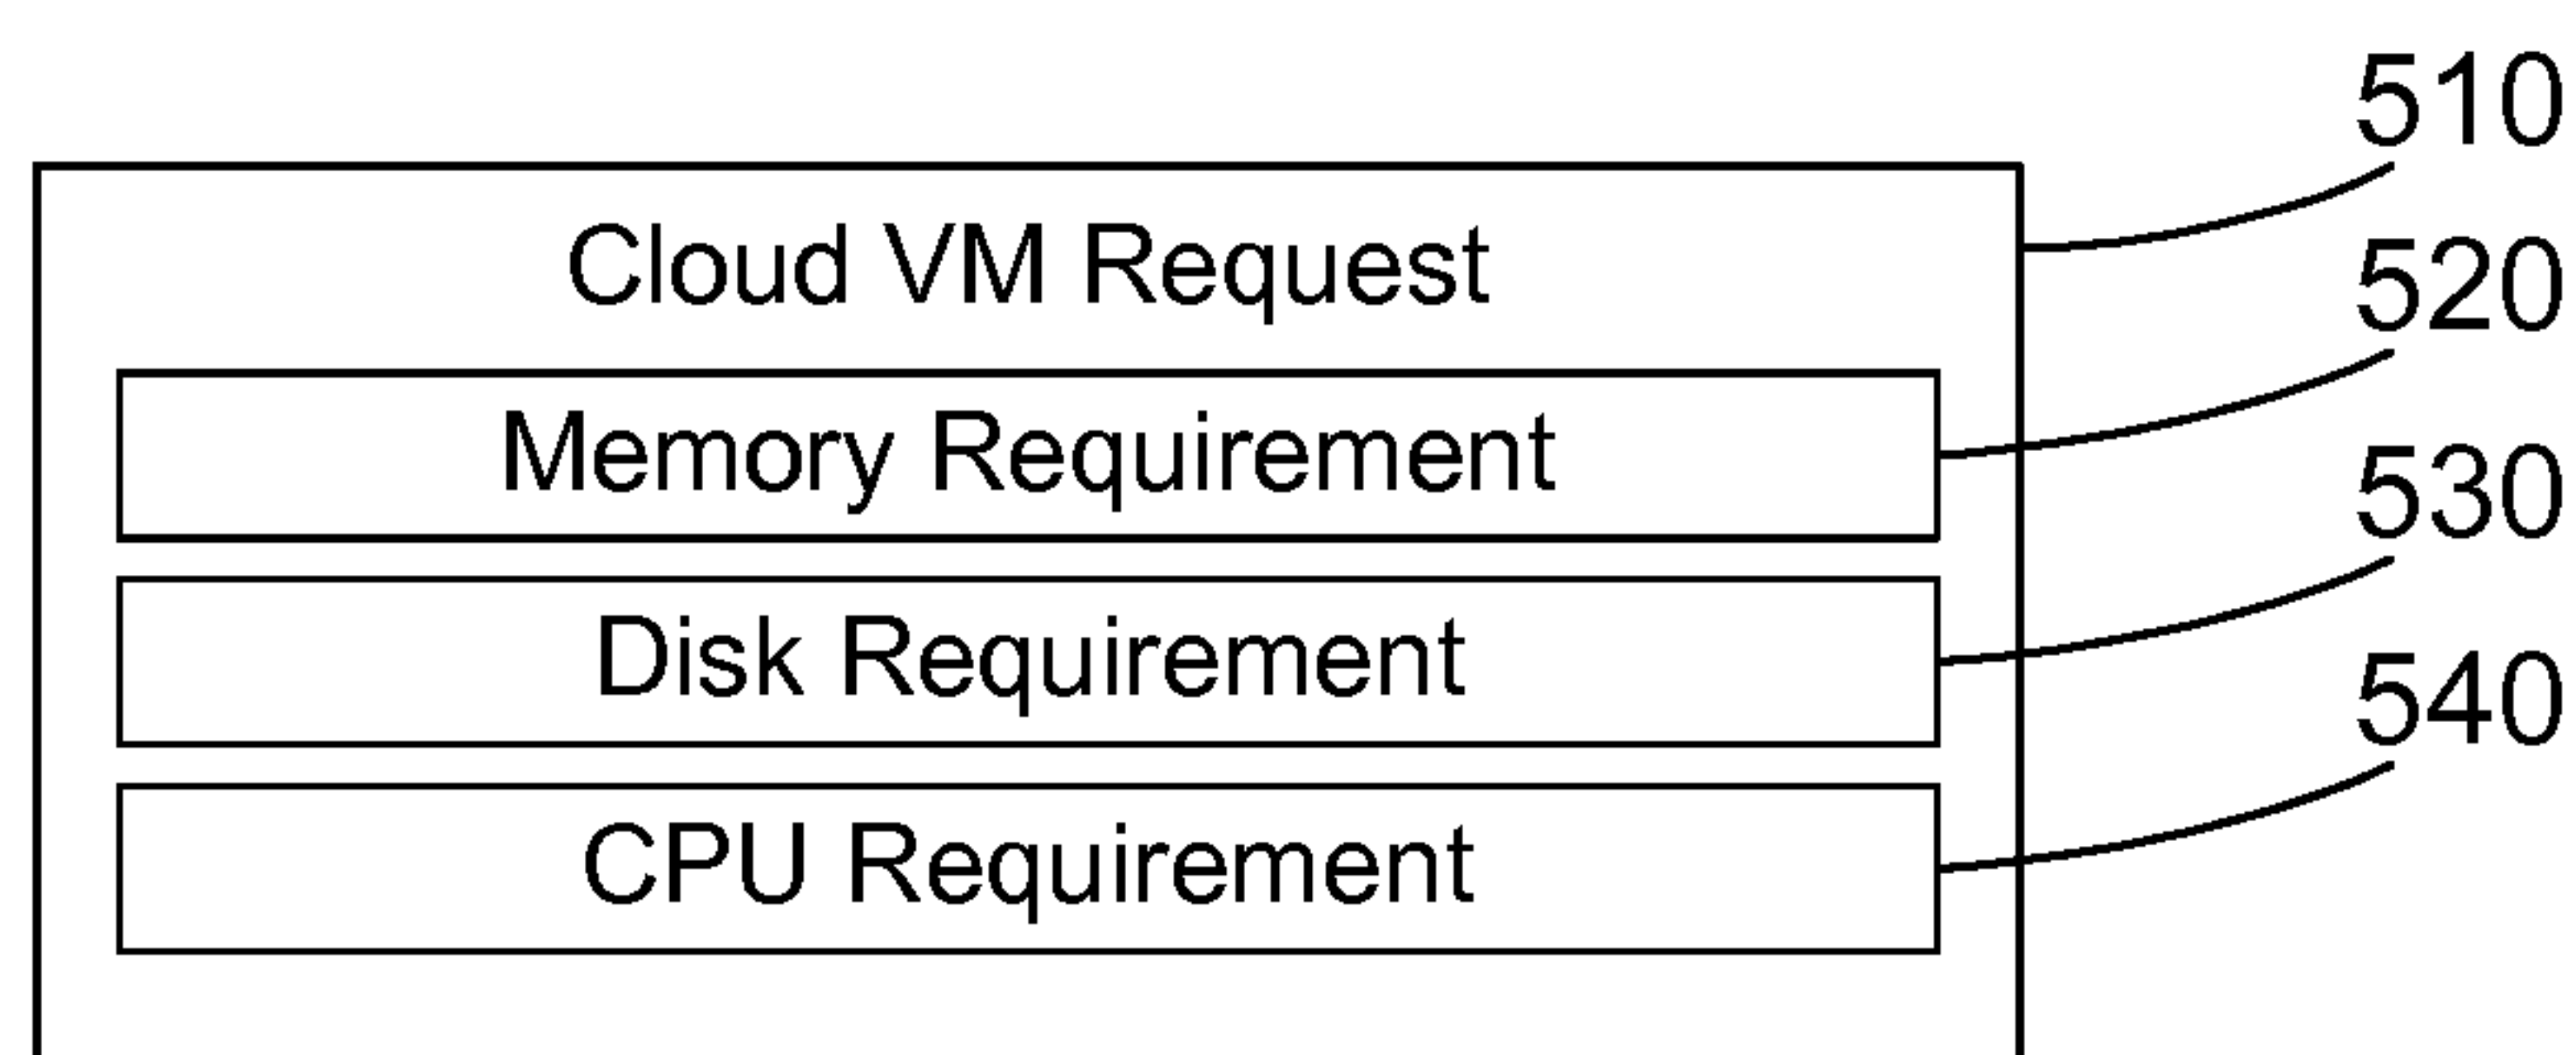 510
Cloud VM Request
520
Memory Requirement
530
Disk Requirement
540
CPU Requirement